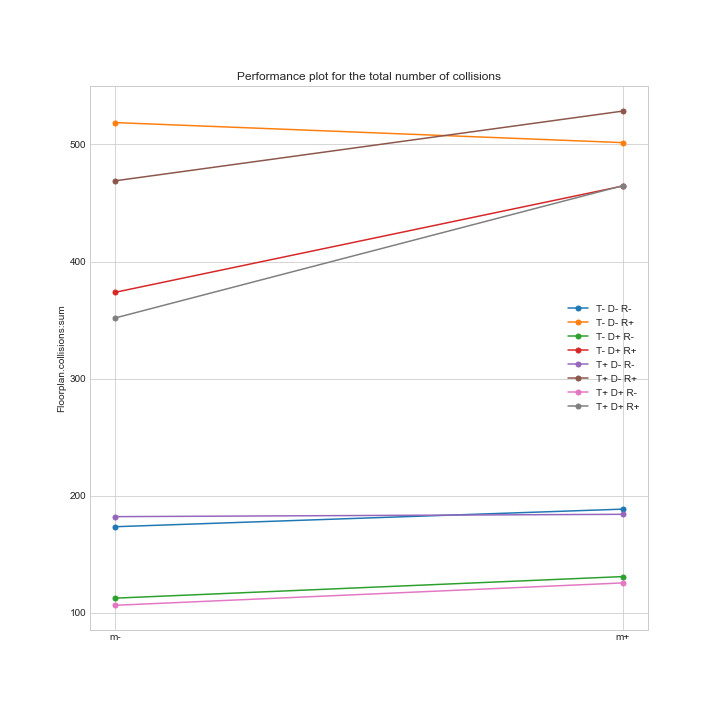 Performance plot for the total number of collisions
Floorplan.collisions:sum
500
400
300
200
100
m-
m+
T- D- R-
T- D- R+
T- D+ R-
T- D+ R+
T+ D- R-
T+ D- R+
T+ D+ R-
T+ D+ R+